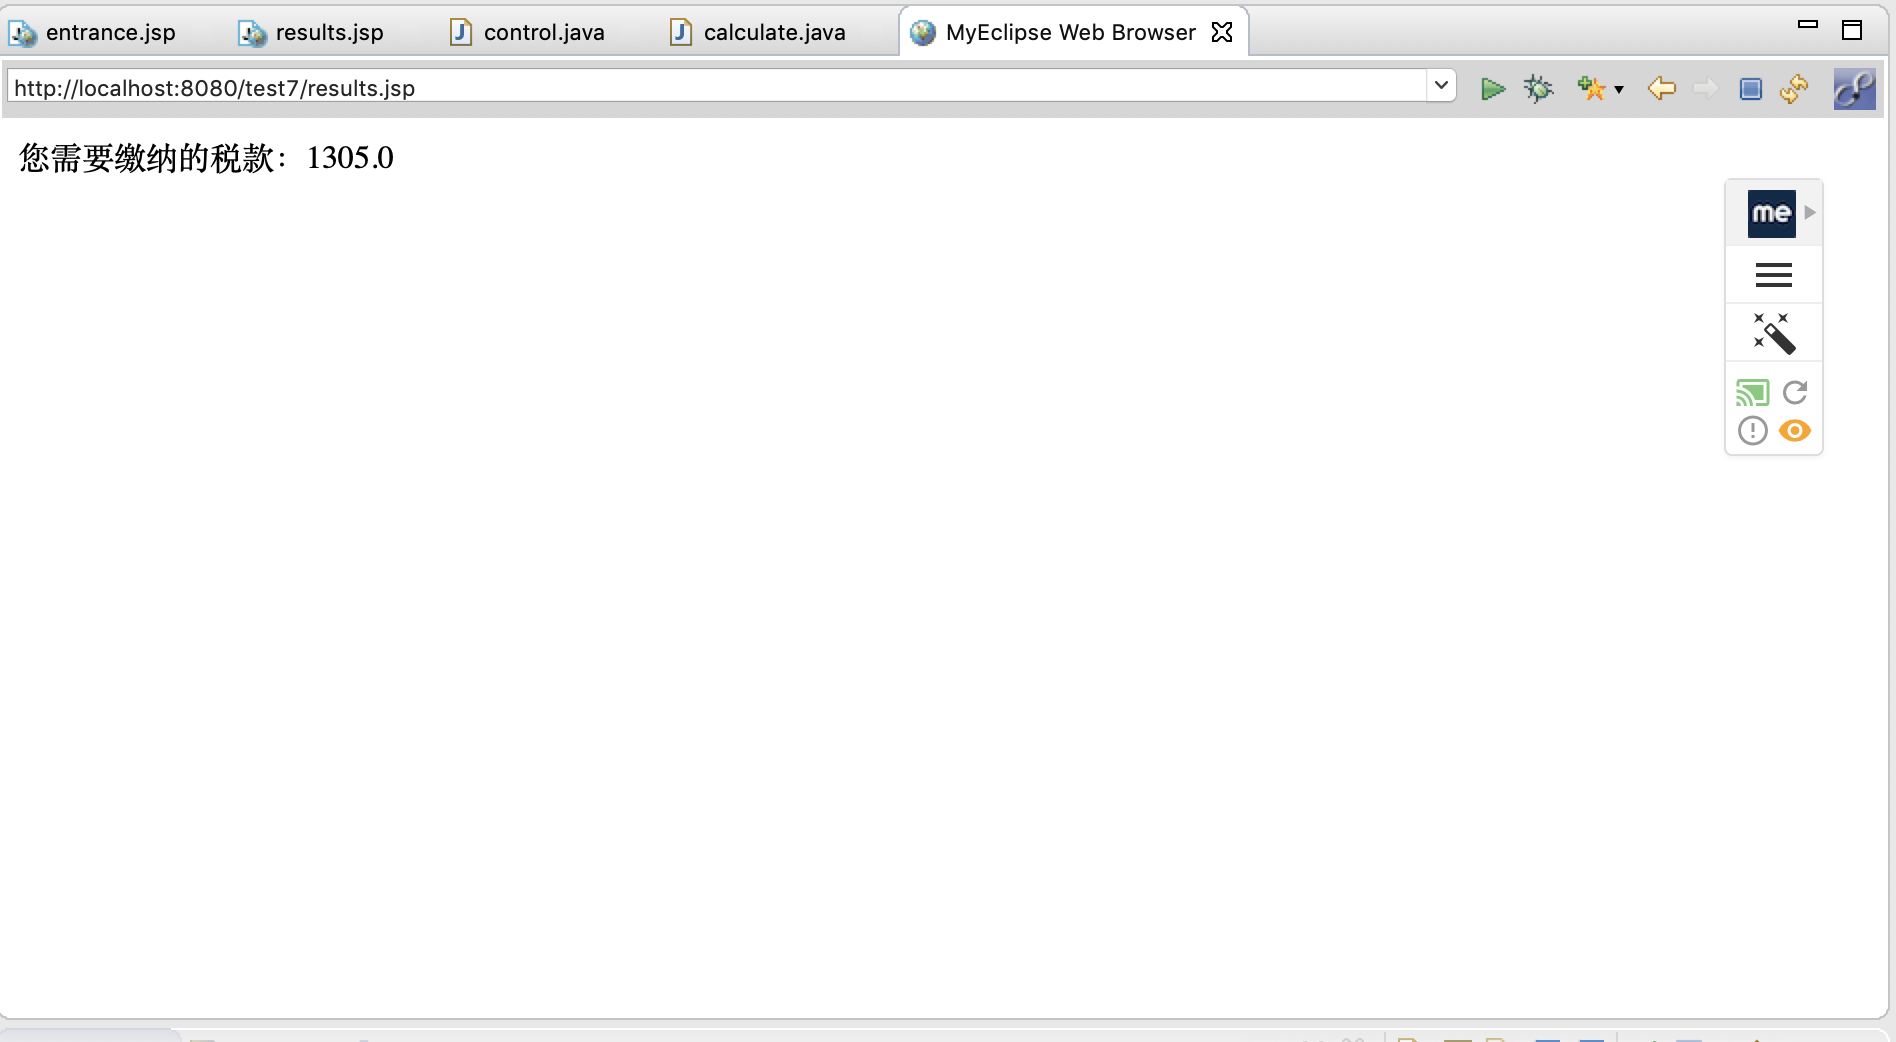 entrance.jsp results.jsp control.java calculate.java MyEclipse Web Browser
http://localhost:8080/test7/results.jsp
您需要缴纳的税款：1305.0
me